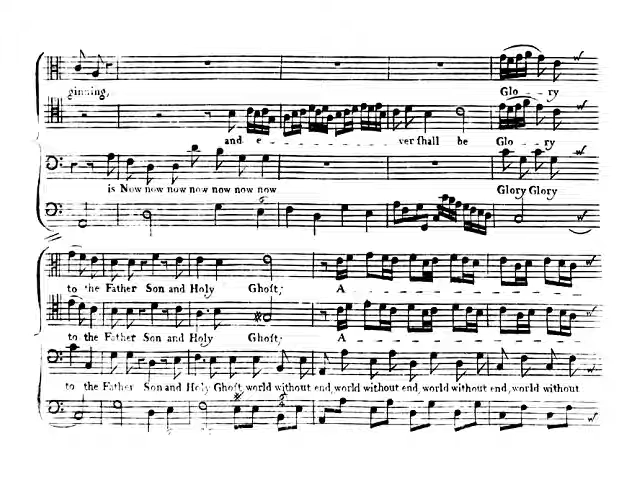 ginning, Glo - ry
and e - - - - ver ſhall be Glo - - ry
is Now now now now now now now Glory Glory
to the Father Son and Holy Ghoſt; A - - - - - - - - - - - - - - - -
to the Father Son and Holy Ghoſt; A - - - - - - - - - - - - - - - -
to the Father Son and Holy Ghoſt, world without end, world without end, world without end, world without